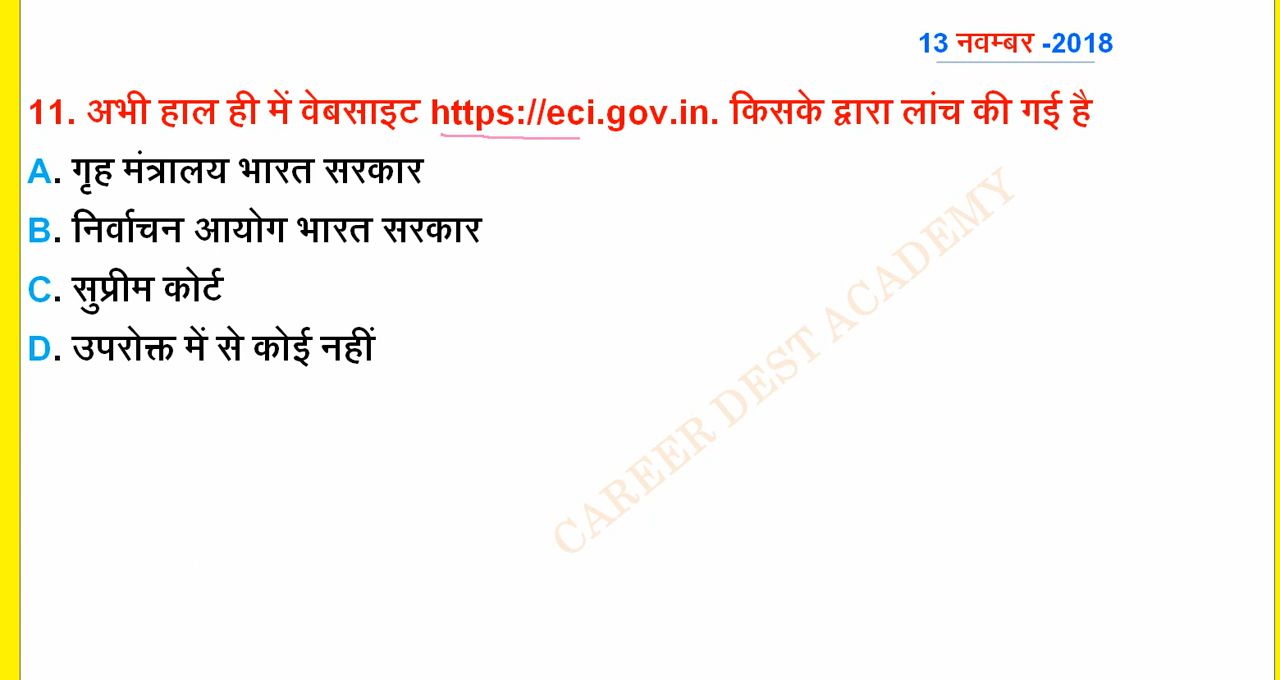 13 नवम्बर -2018
11. अभी हाल ही में वेबसाइट https://eci.gov.in. किसके द्वारा लांच की गई है
A. गृह मंत्रालय भारत सरकार
B. निर्वाचन आयोग भारत सरकार
C. सुप्रीम कोर्ट
D. उपरोक्त में से कोई नहीं
CAREER DEST ACADEMY